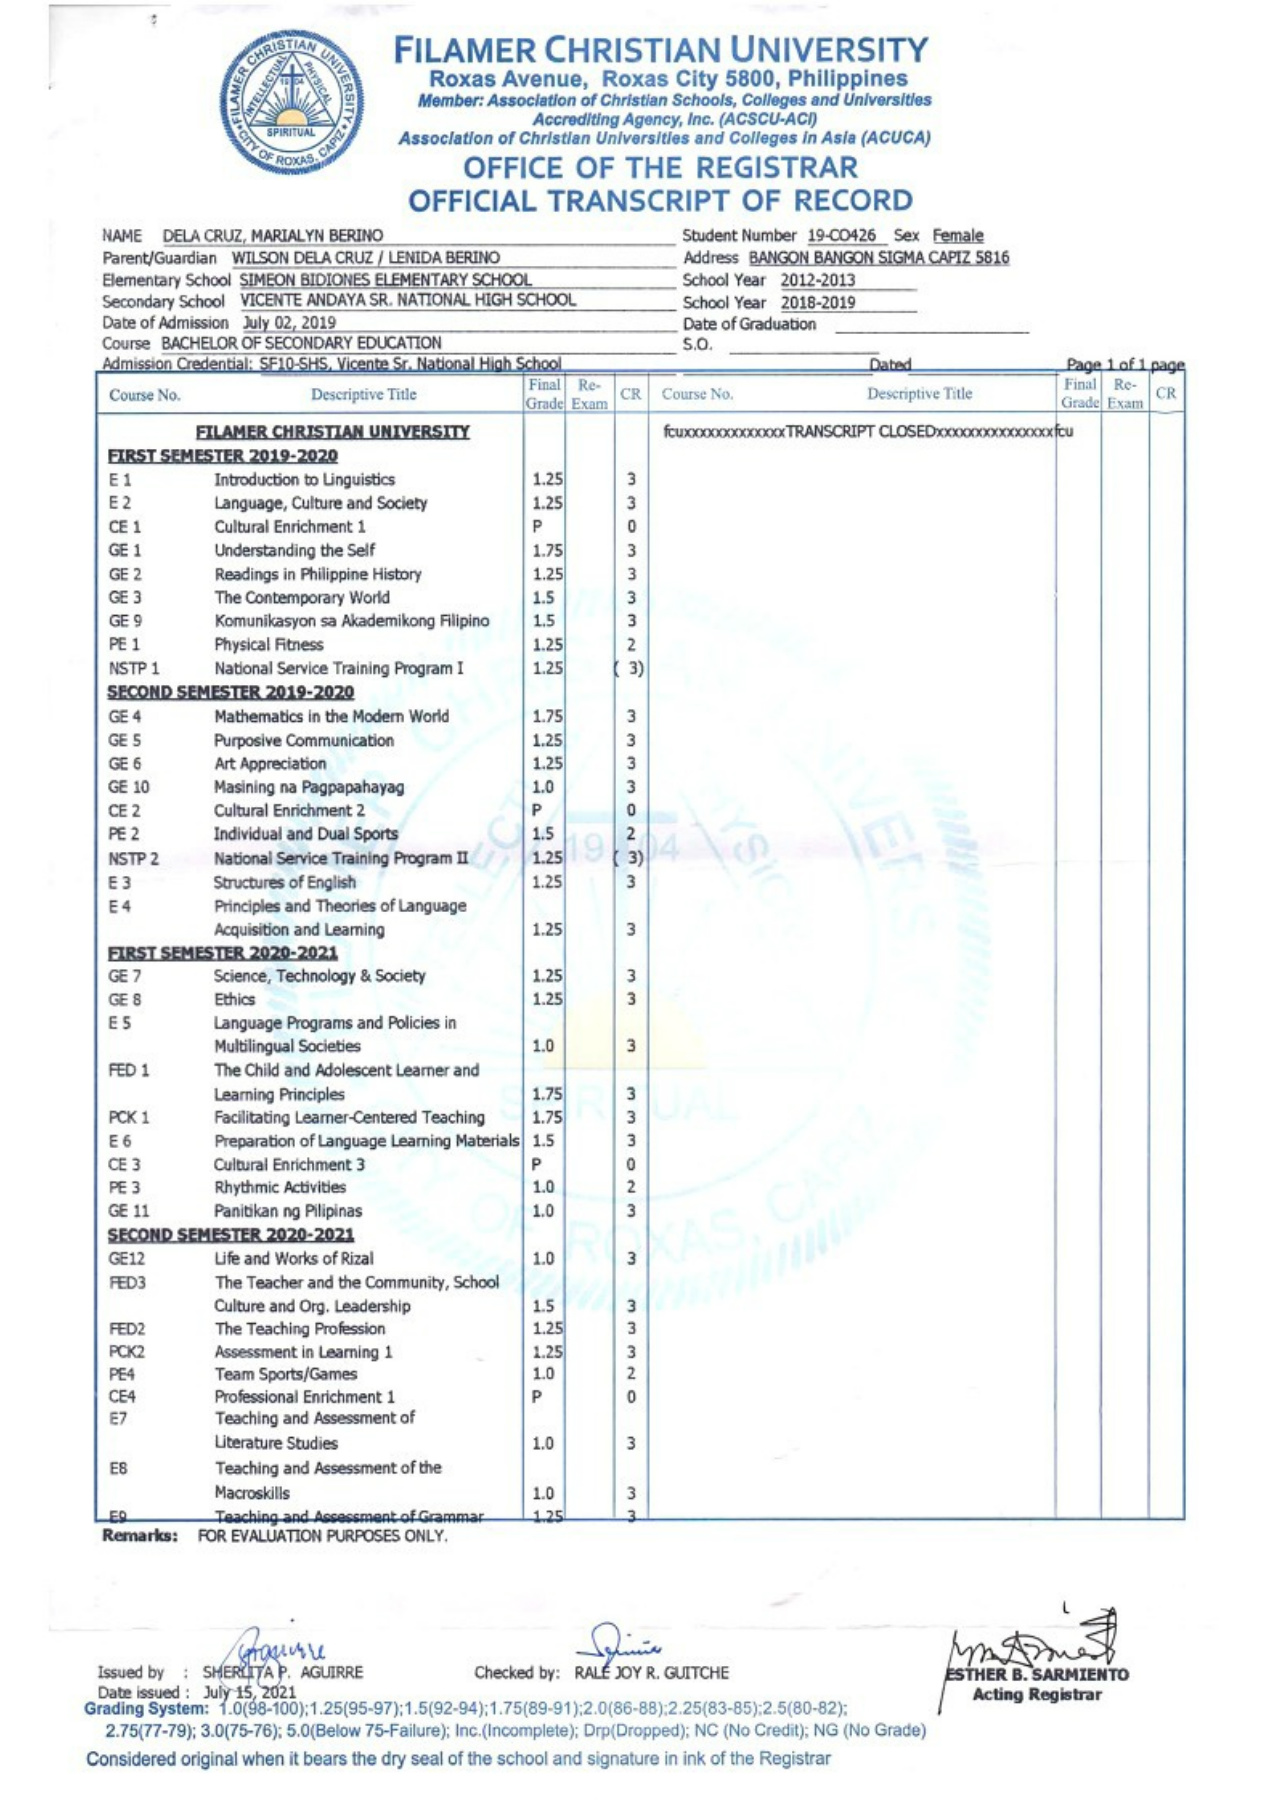 FILAMER CHRISTIAN UNIVERSITY
Roxas Avenue, Roxas City 5800, Philippines
Member: Association of Christian Schools, Colleges and Universities
Accrediting Agency, Inc. (ACSCU-ACI)
Association of Christian Universities and Colleges in Asia (ACUCA)
OFFICE OF THE REGISTRAR
OFFICIAL TRANSCRIPT OF RECORD
FILAMER CHRISTIAN UNIVERSITY
INTELLECTUAL PHYSICAL
19 04
SPIRITUAL
CITY OF ROXAS, CAPIZ
NAME DELA CRUZ, MARIALYN BERINO Student Number 19-CO426 Sex Female
Parent/Guardian WILSON DELA CRUZ / LENIDA BERINO Address BANGON BANGON SIGMA CAPIZ 5816
Elementary School SIMEON BIDIONES ELEMENTARY SCHOOL School Year 2012-2013
Secondary School VICENTE ANDAYA SR. NATIONAL HIGH SCHOOL School Year 2018-2019
Date of Admission July 02, 2019 Date of Graduation
Course BACHELOR OF SECONDARY EDUCATION S.O.
Admission Credential: SF10-SHS, Vicente Sr. National High School Dated Page 1 of 1 page
Course No. Descriptive Title Final Grade Re-Exam CR Course No. Descriptive Title Final Grade Re-Exam CR
FILAMER CHRISTIAN UNIVERSITY fcuxxxxxxxxxxxxxTRANSCRIPT CLOSEDxxxxxxxxxxxxxxxfcu
FIRST SEMESTER 2019-2020
E 1 Introduction to Linguistics 1.25 3
E 2 Language, Culture and Society 1.25 3
CE 1 Cultural Enrichment 1 P 0
GE 1 Understanding the Self 1.75 3
GE 2 Readings in Philippine History 1.25 3
GE 3 The Contemporary World 1.5 3
GE 9 Komunikasyon sa Akademikong Filipino 1.5 3
PE 1 Physical Fitness 1.25 2
NSTP 1 National Service Training Program I 1.25 ( 3)
SECOND SEMESTER 2019-2020
GE 4 Mathematics in the Modern World 1.75 3
GE 5 Purposive Communication 1.25 3
GE 6 Art Appreciation 1.25 3
GE 10 Masining na Pagpapahayag 1.0 3
CE 2 Cultural Enrichment 2 P 0
PE 2 Individual and Dual Sports 1.5 2
NSTP 2 National Service Training Program II 1.25 ( 3)
E 3 Structures of English 1.25 3
E 4 Principles and Theories of Language
Acquisition and Learning 1.25 3
FIRST SEMESTER 2020-2021
GE 7 Science, Technology & Society 1.25 3
GE 8 Ethics 1.25 3
E 5 Language Programs and Policies in
Multilingual Societies 1.0 3
FED 1 The Child and Adolescent Learner and
Learning Principles 1.75 3
PCK 1 Facilitating Learner-Centered Teaching 1.75 3
E 6 Preparation of Language Learning Materials 1.5 3
CE 3 Cultural Enrichment 3 P 0
PE 3 Rhythmic Activities 1.0 2
GE 11 Panitikan ng Pilipinas 1.0 3
SECOND SEMESTER 2020-2021
GE12 Life and Works of Rizal 1.0 3
FED3 The Teacher and the Community, School
Culture and Org. Leadership 1.5 3
FED2 The Teaching Profession 1.25 3
PCK2 Assessment in Learning 1 1.25 3
PE4 Team Sports/Games 1.0 2
CE4 Professional Enrichment 1 P 0
E7 Teaching and Assessment of
Literature Studies 1.0 3
E8 Teaching and Assessment of the
Macroskills 1.0 3
E9 Teaching and Assessment of Grammar 1.25 3
Remarks: FOR EVALUATION PURPOSES ONLY.
Issued by : SHERLITA P. AGUIRRE Checked by: RALE JOY R. GUITCHE ESTHER B. SARMIENTO
Date issued : July 15, 2021 Acting Registrar
Grading System: 1.0(98-100);1.25(95-97);1.5(92-94);1.75(89-91);2.0(86-88);2.25(83-85);2.5(80-82);
2.75(77-79); 3.0(75-76); 5.0(Below 75-Failure); Inc.(Incomplete); Drp(Dropped); NC (No Credit); NG (No Grade)
Considered original when it bears the dry seal of the school and signature in ink of the Registrar